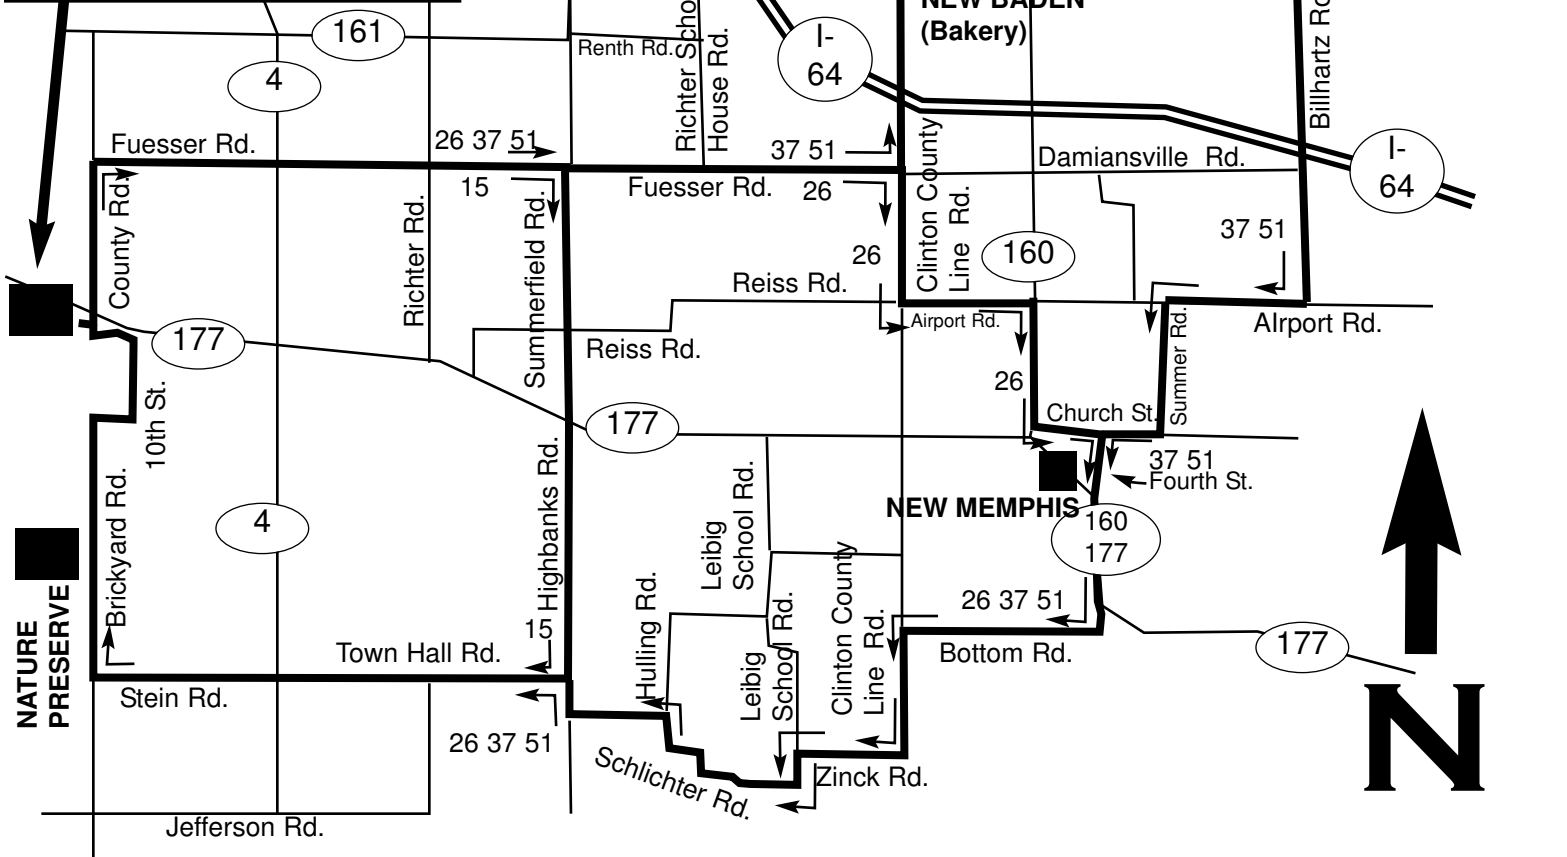 NEW BADEN
(Bakery)
161
Renth Rd.
Richter Scho
House Rd.
I-
64
Billhartz Rd
4
Fuesser Rd.
26 37 51
37 51
Damiansville Rd.
I-
64
15
Fuesser Rd.
26
Clinton County
Line Rd.
County Rd.
Richter Rd.
Summerfield Rd.
26
160
37 51
Reiss Rd.
Airport Rd.
AIrport Rd.
177
Reiss Rd.
Summer Rd.
26
10th St.
177
Church St.
37 51
Fourth St.
Brickyard Rd.
Highbanks Rd.
Leibig
School Rd.
NEW MEMPHIS
4
160
177
NATURE
PRESERVE
Hulling Rd.
Leibig
School Rd.
Clinton County
Line Rd.
26 37 51
15
Town Hall Rd.
Bottom Rd.
177
Stein Rd.
26 37 51
Schlichter Rd.
Zinck Rd.
Jefferson Rd.
N